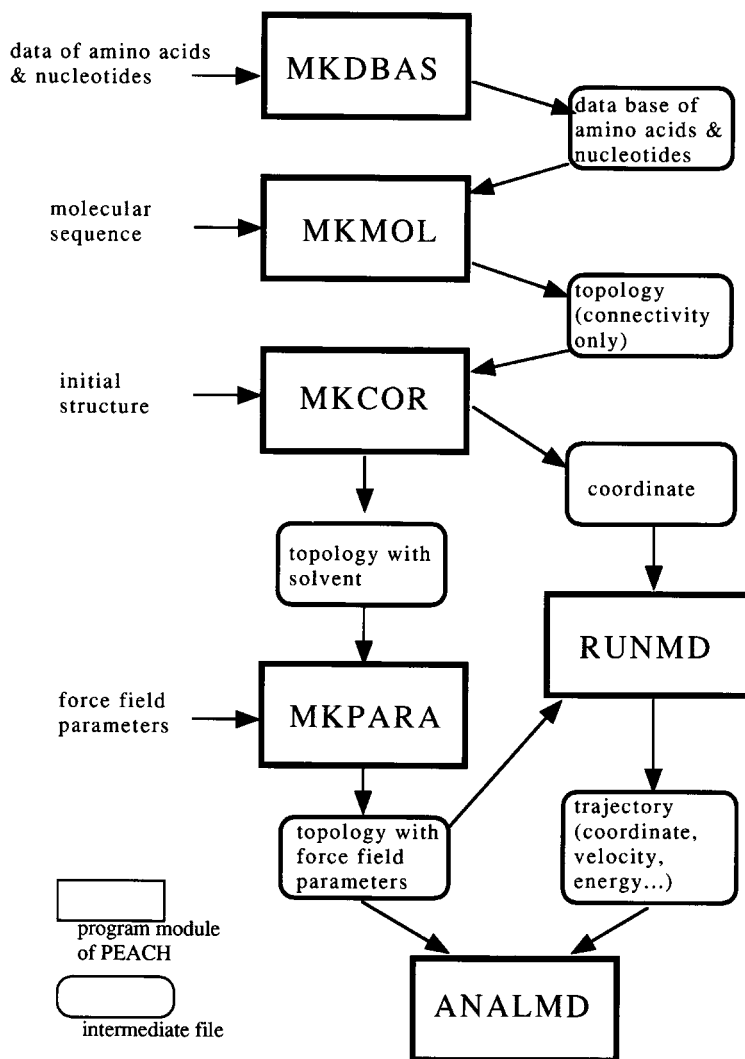 data of amino acids
& nucleotides
MKDBAS
data base of
amino acids &
nucleotides
molecular
sequence
MKMOL
topology
(connectivity
only)
initial
structure
MKCOR
coordinate
topology with
solvent
RUNMD
force field
parameters
MKPARA
topology with
force field
parameters
trajectory
(coordinate,
velocity,
energy...)
program module
of PEACH
ANALMD
intermediate file